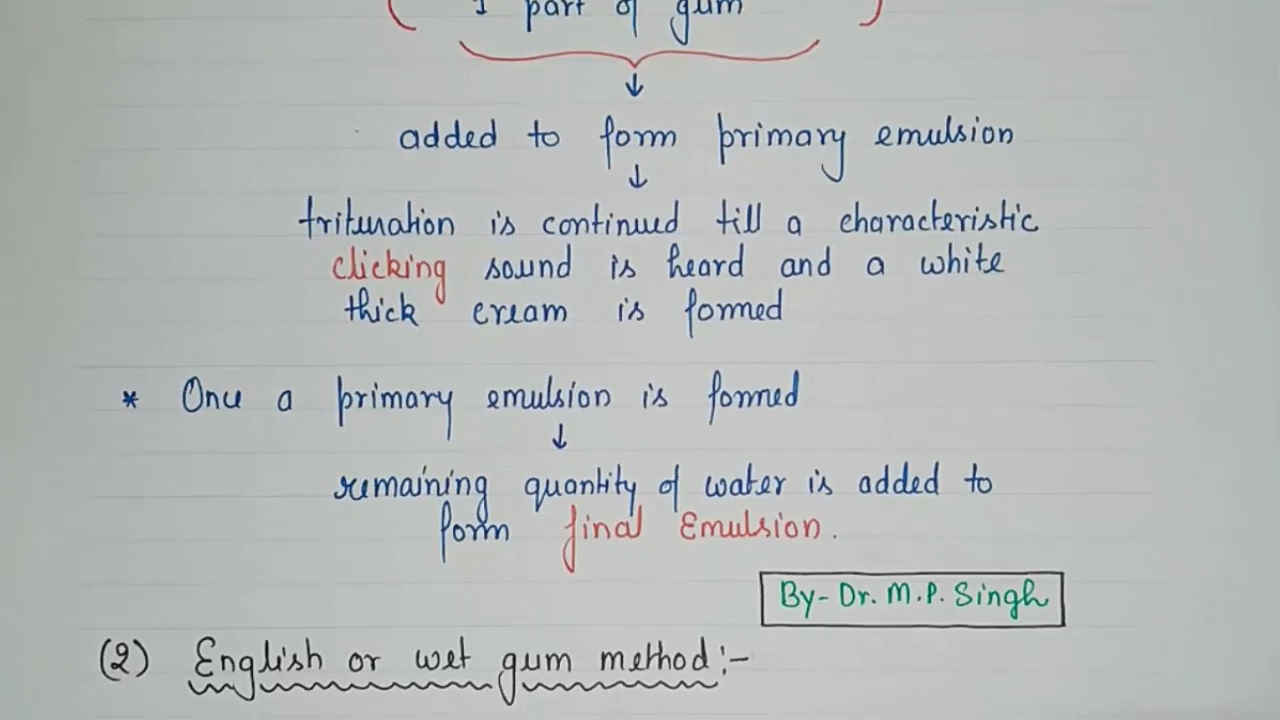 ( 1 part of gum )
↓
added to form primary emulsion
↓
trituration is continued till a characteristic
clicking sound is heard and a white
thick cream is formed
* Once a primary emulsion is formed
↓
remaining quantity of water is added to
form final Emulsion.
By- Dr. M.P. Singh
(2) English or wet gum method:-